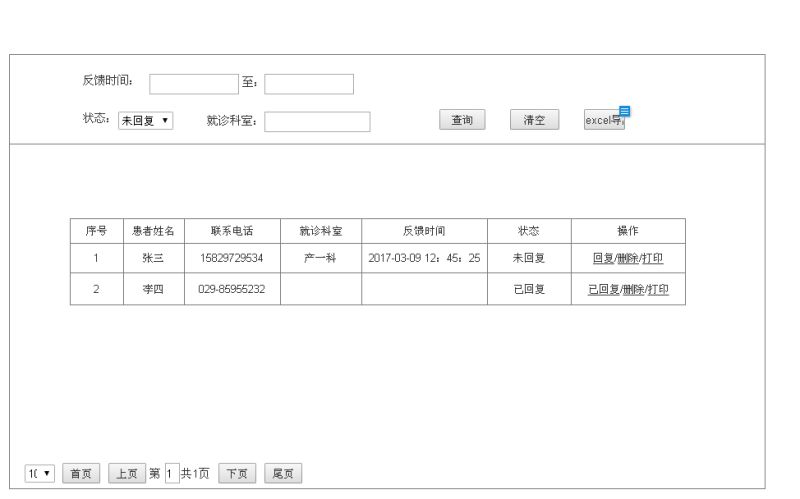 反馈时间： 至：
状态： 未回复 就诊科室： 查询 清空 excel导
序号 患者姓名 联系电话 就诊科室 反馈时间 状态 操作
1 张三 15829729534 产一科 2017-03-09 12：45：25 未回复 回复/删除/打印
2 李四 029-85955232 已回复 已回复/删除/打印
首页 上页 第 1 共1页 下页 尾页